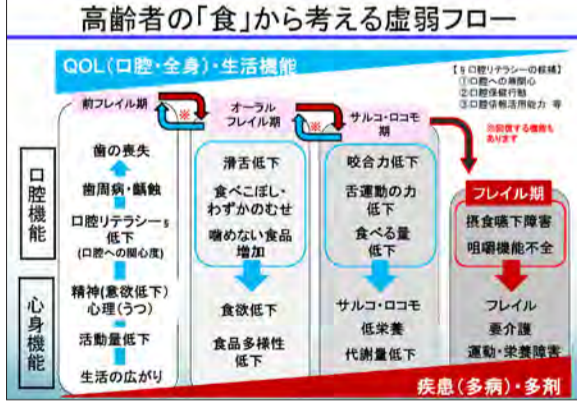 高齢者の「食」から考える虚弱フロー
QOL(口腔・全身)・生活機能
【§口腔リテラシーの候補】
①口腔への無関心
②口腔保健行動
③口腔情報活用能力 等
前フレイル期
※
オーラル
フレイル期
※
サルコ・ロコモ
期
※回復する機能も
あります
フレイル期
口腔機能
歯の喪失
歯周病・齲蝕
口腔リテラシー§
低下
(口腔への関心度)
滑舌低下
食べこぼし・
わずかのむせ
噛めない食品
増加
咬合力低下
舌運動の力
低下
食べる量
低下
摂食嚥下障害
咀嚼機能不全
心身機能
精神(意欲低下)
心理(うつ)
活動量低下
生活の広がり
食欲低下
食品多様性
低下
サルコ・ロコモ
低栄養
代謝量低下
フレイル
要介護
運動・栄養障害
疾患(多病)・多剤